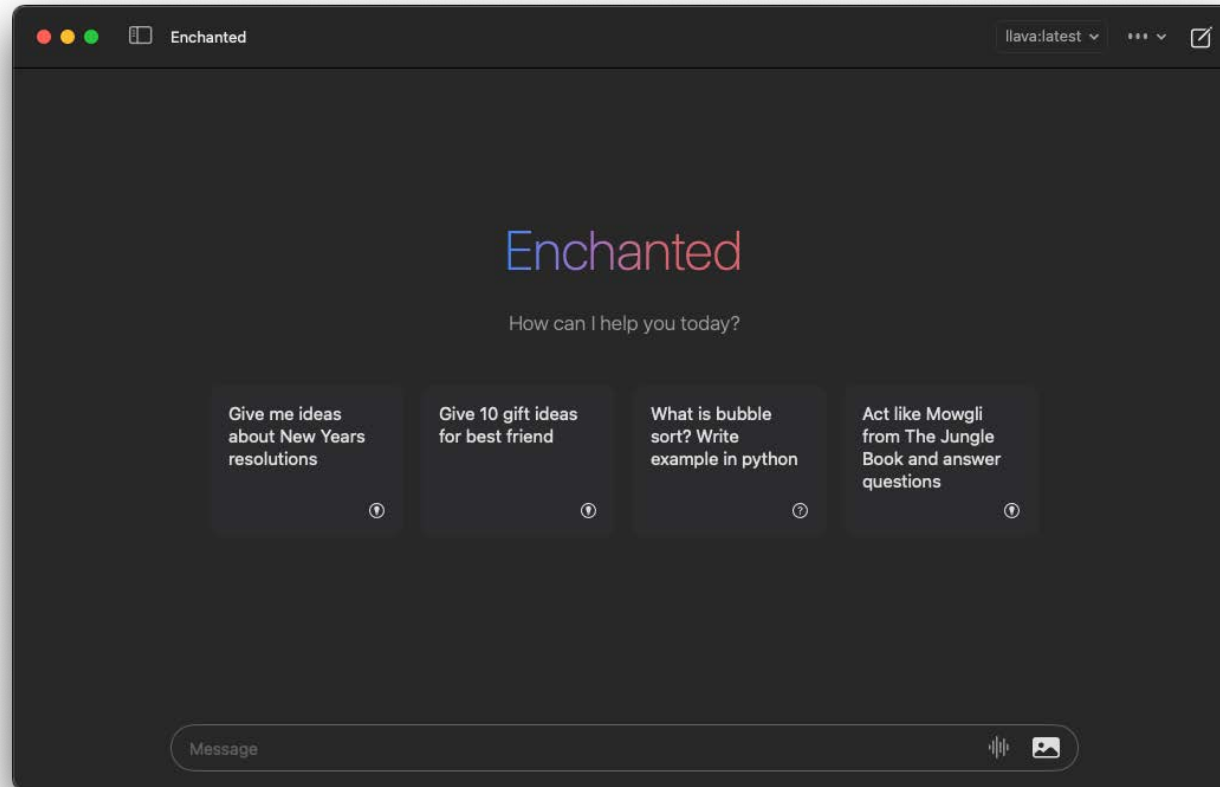 Enchanted
llava:latest
Enchanted
How can I help you today?
Give me ideas
about New Years
resolutions
Give 10 gift ideas
for best friend
What is bubble
sort? Write
example in python
Act like Mowgli
from The Jungle
Book and answer
questions
Message